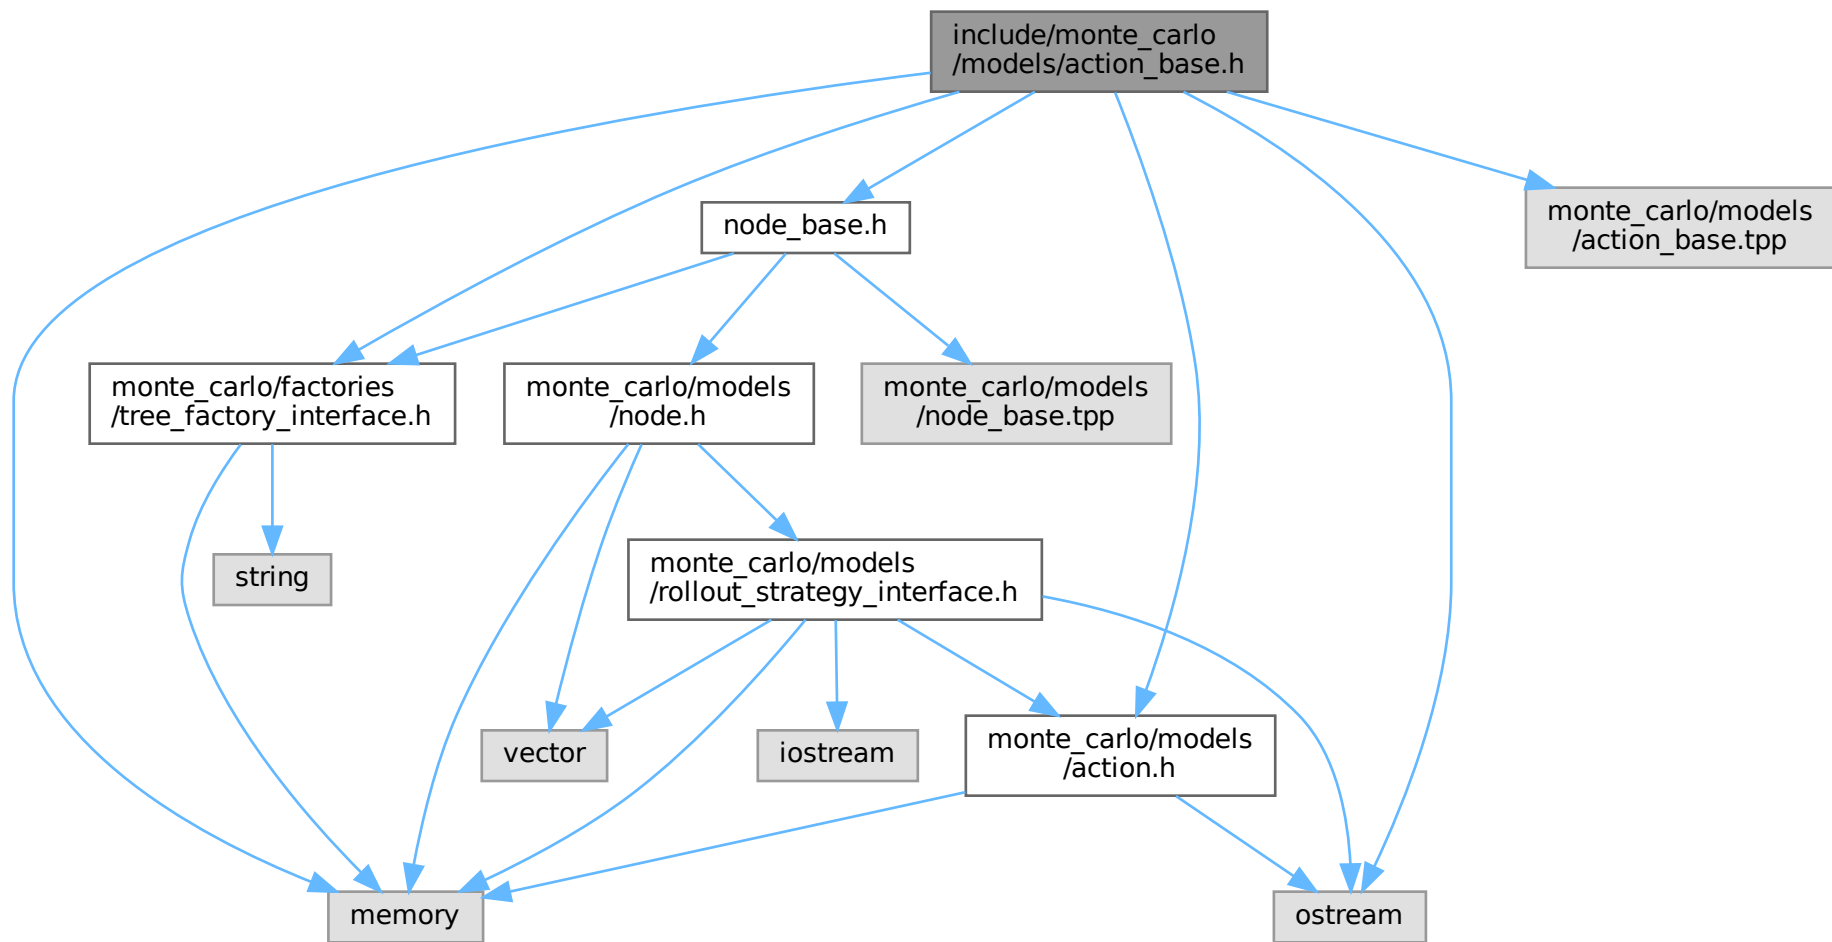 include/monte_carlo
/models/action_base.h
node_base.h
monte_carlo/models
/action_base.tpp
monte_carlo/factories
/tree_factory_interface.h
monte_carlo/models
/node.h
monte_carlo/models
/node_base.tpp
string
monte_carlo/models
/rollout_strategy_interface.h
vector
iostream
monte_carlo/models
/action.h
memory
ostream